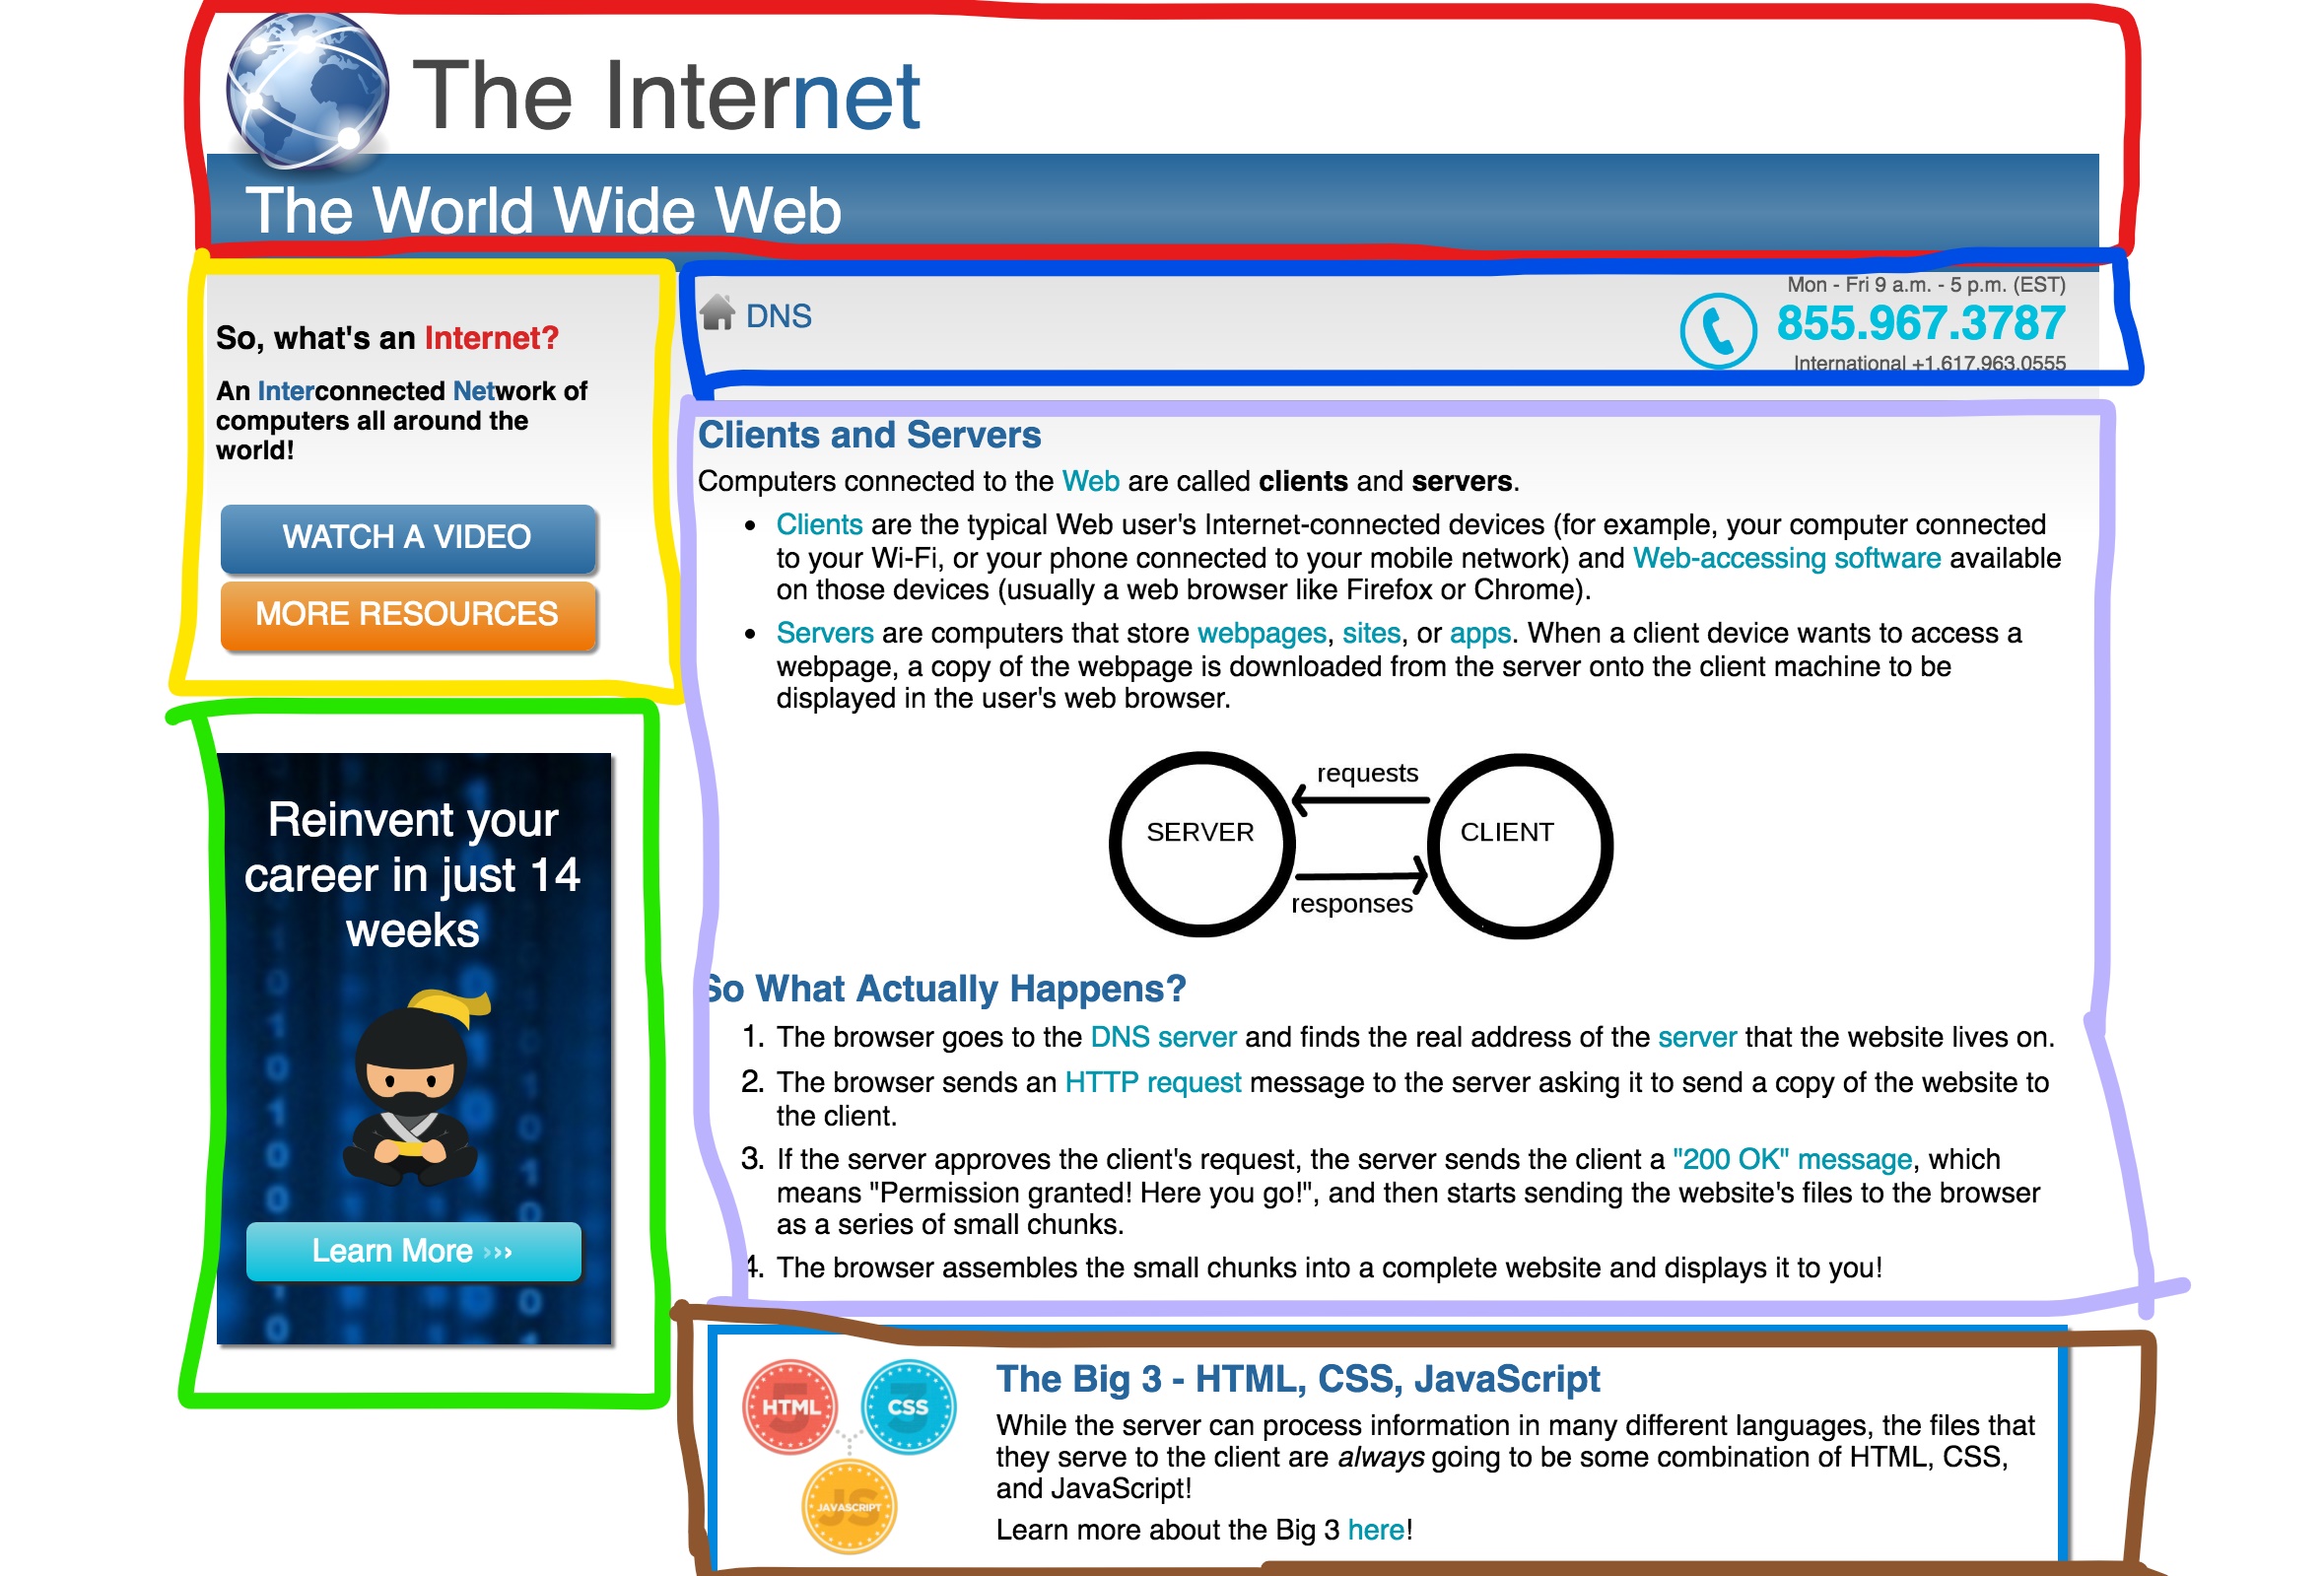 The Internet
The World Wide Web
So, what's an Internet?
An Interconnected Network of
computers all around the
world!
WATCH A VIDEO
MORE RESOURCES
Reinvent your
career in just 14
weeks
Learn More ›››
DNS
Mon - Fri 9 a.m. - 5 p.m. (EST)
855.967.3787
International +1.617.963.0555
Clients and Servers
Computers connected to the Web are called clients and servers.
• Clients are the typical Web user's Internet-connected devices (for example, your computer connected
to your Wi-Fi, or your phone connected to your mobile network) and Web-accessing software available
on those devices (usually a web browser like Firefox or Chrome).
• Servers are computers that store webpages, sites, or apps. When a client device wants to access a
webpage, a copy of the webpage is downloaded from the server onto the client machine to be
displayed in the user's web browser.
requests
SERVER
CLIENT
responses
So What Actually Happens?
1. The browser goes to the DNS server and finds the real address of the server that the website lives on.
2. The browser sends an HTTP request message to the server asking it to send a copy of the website to
the client.
3. If the server approves the client's request, the server sends the client a "200 OK" message, which
means "Permission granted! Here you go!", and then starts sending the website's files to the browser
as a series of small chunks.
4. The browser assembles the small chunks into a complete website and displays it to you!
HTML
CSS
JAVASCRIPT
The Big 3 - HTML, CSS, JavaScript
While the server can process information in many different languages, the files that
they serve to the client are always going to be some combination of HTML, CSS,
and JavaScript!
Learn more about the Big 3 here!